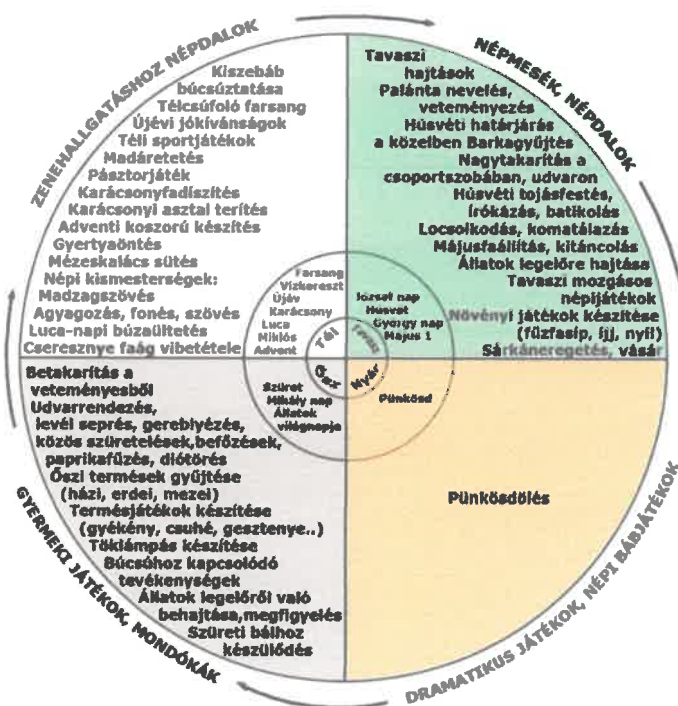 ZENEHALLGATÁSHOZ NÉPDALOK
NÉPMESÉK, NÉPDALOK
Kiszebáb
búcsúztatása
Télcsúfoló farsang
Újévi jókívánságok
Téli sportjátékok
Madáretetés
Pásztorjáték
Karácsonyfadíszítés
Karácsonyi asztal terítés
Adventi koszorú készítés
Gyertyaöntés
Mézeskalács sütés
Népi kismesterségek:
Madzagszövés
Agyagozás, fonés, szövés
Luca-napi búzaültetés
Cseresznye faág vibetétele
Farsang
Vízkereszt
Újáv
Karácsony
Luca
Miklós
Advent
Tél
Tavaszi
hajtások
Palánta nevelés,
veteményezés
Húsvéti határjárás
a közelben Barkagyűjtés
Nagytakarítás a
csoportszobában, udvaron
Húsvéti tojásfestés,
írókázás, batikolás
Locsolkodás, komatálazás
Májusfaállítás, kitáncolás
Állatok legelőre hajtása
Tavaszi mozgásos
népijátékok
Növényi játékok készítése
(fűzfasíp, íjj, nyíl)
Sárkáneregetés, vásár
József nap
Husvét
György nap
Május 1
Tavasz
Betakarítás a
veteményesből
Udvarrendezés,
levél seprés, gereblyézés,
közös szüretelések,befőzések,
paprikafűzés, diótörés
Őszi termések gyűjtése
(házi, erdei, mezei)
Termésjátékok készítése
(gyékény, csuhé, gesztenye..)
Töklámpás készítése
Búcsúhoz kapcsolódó
tevékenységek
Állatok legelőről való
behajtása,megfigyelés
Szüreti bálhoz
készülődés
Szüret
Mihály nap
Állatok
világnapja
Ősz
Nyár
Pünkösd
Pünkösdölés
GYERMEKI JÁTÉKOK, MONDÓKÁK
DRAMATIKUS JÁTÉKOK, NÉPI BÁBJÁTÉKOK